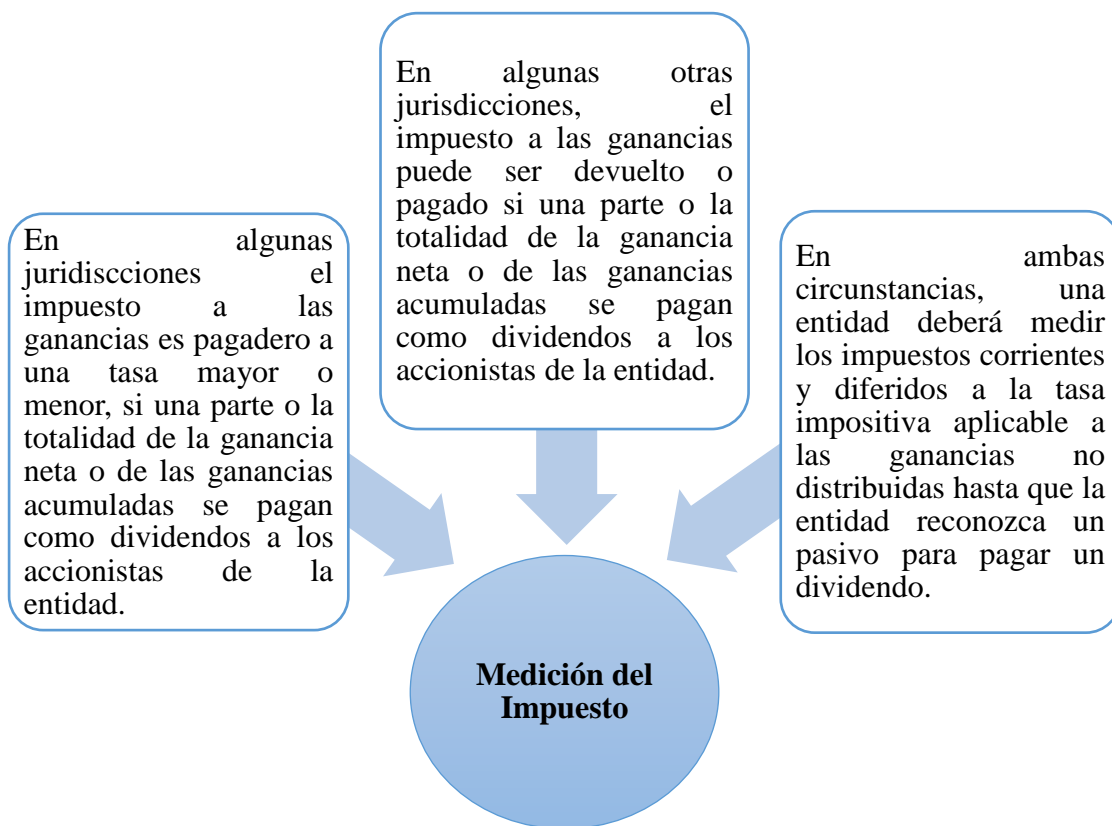 En algunas
juridiscciones el
impuesto a las
ganancias es pagadero a
una tasa mayor o
menor, si una parte o la
totalidad de la ganancia
neta o de las ganancias
acumuladas se pagan
como dividendos a los
accionistas de la
entidad.
En algunas otras
jurisdicciones, el
impuesto a las ganancias
puede ser devuelto o
pagado si una parte o la
totalidad de la ganancia
neta o de las ganancias
acumuladas se pagan
como dividendos a los
accionistas de la entidad.
En ambas
circunstancias, una
entidad deberá medir
los impuestos corrientes
y diferidos a la tasa
impositiva aplicable a
las ganancias no
distribuidas hasta que la
entidad reconozca un
pasivo para pagar un
dividendo.
Medición del
Impuesto